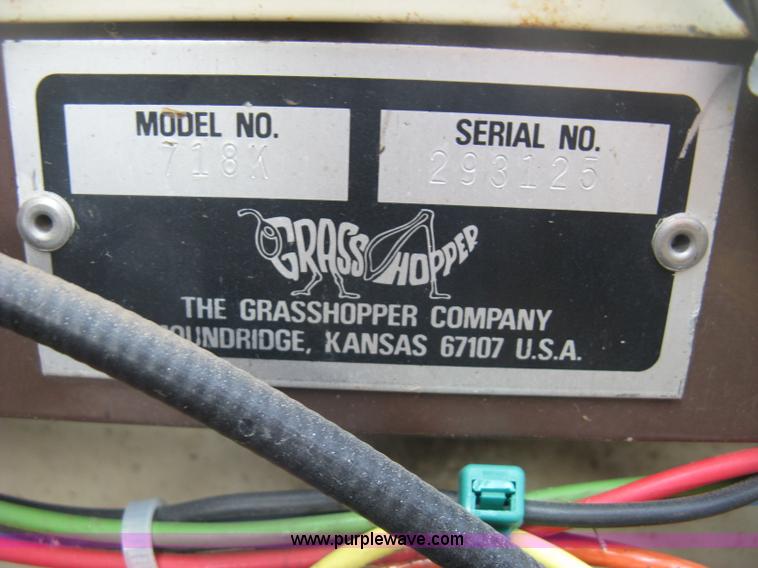 MODEL NO.
718K
SERIAL NO.
293125
GRASSHOPPER
THE GRASSHOPPER COMPANY
OUNDRIDGE, KANSAS 67107 U.S.A.
www.purplewave.com